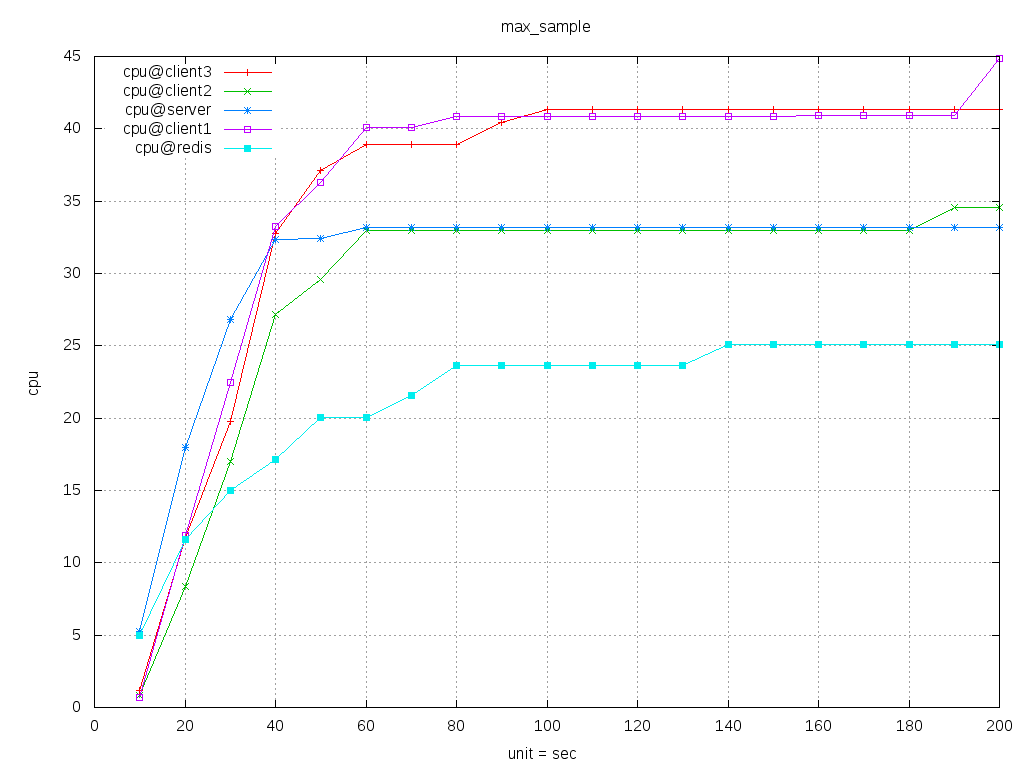 max_sample
45
40
35
30
25
20
15
10
5
0
cpu
cpu@client3
cpu@client2
cpu@server
cpu@client1
cpu@redis
0 20 40 60 80 100 120 140 160 180 200
unit = sec